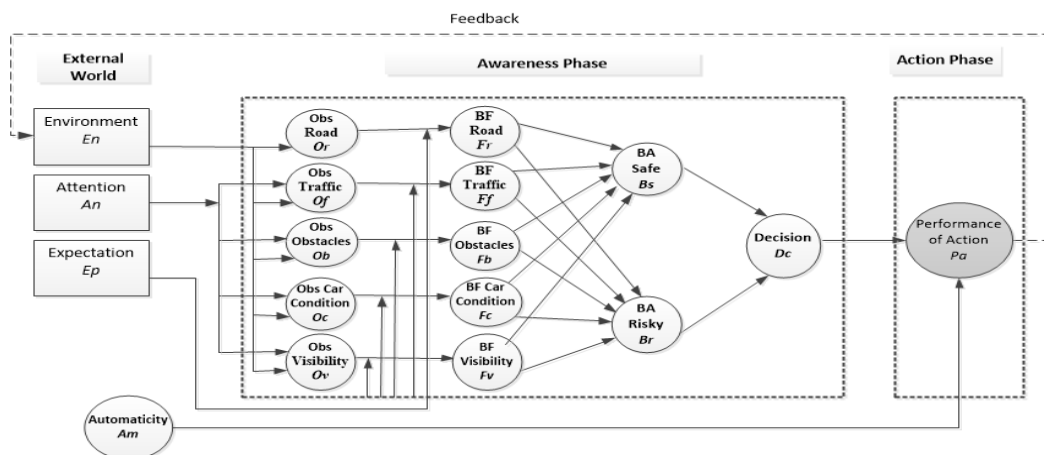 Feedback
External
World
Awareness Phase
Action Phase
Environment
En
Attention
An
Expectation
Ep
Automaticity
Am
Obs
Road
Or
Obs
Traffic
Of
Obs
Obstacles
Ob
Obs Car
Condition
Oc
Obs
Visibility
Ov
BF
Road
Fr
BF
Traffic
Ff
BF
Obstacles
Fb
BF Car
Condition
Fc
BF
Visibility
Fv
BA
Safe
Bs
BA
Risky
Br
Decision
Dc
Performance
of Action
Pa